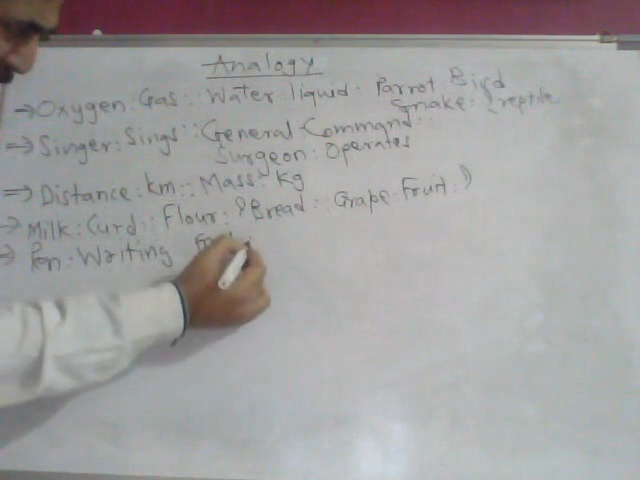 Analogy
→ Oxygen : Gas :: Water : liquid :: Parrot : Bird
Snake : ? reptile
⇒ Singer : Sings :: General : Command ::
Surgeon : Operates
⇒ Distance : km :: Mass : Kg
→ Milk : Curd :: Flour : ? Bread :: Grape : Fruit : ?
→ Pen : Writing